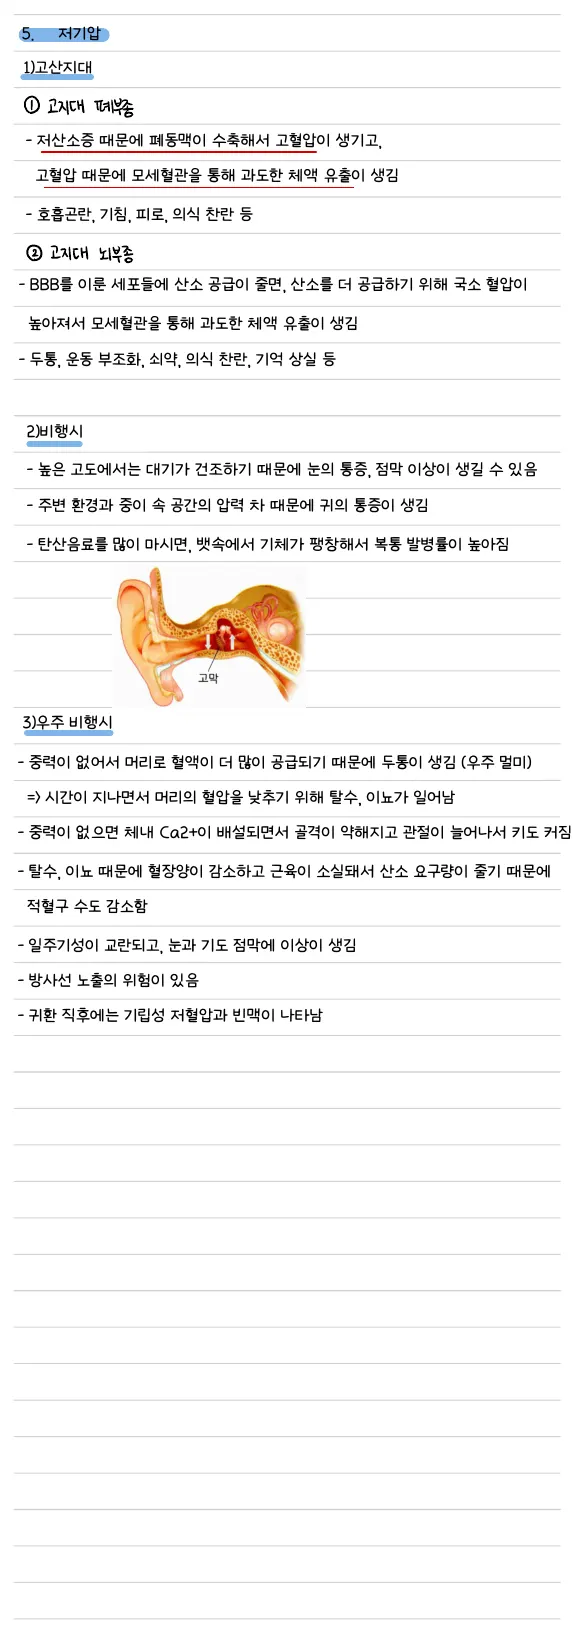 5. 저기압
1)고산지대
① 고지대 폐부종
- 저산소증 때문에 폐동맥이 수축해서 고혈압이 생기고,
고혈압 때문에 모세혈관을 통해 과도한 체액 유출이 생김
- 호흡곤란, 기침, 피로, 의식 찬란 등
② 고지대 뇌부종
- BBB를 이룬 세포들에 산소 공급이 줄면, 산소를 더 공급하기 위해 국소 혈압이
높아져서 모세혈관을 통해 과도한 체액 유출이 생김
- 두통, 운동 부조화, 쇠약, 의식 찬란, 기억 상실 등
2)비행시
- 높은 고도에서는 대기가 건조하기 때문에 눈의 통증, 점막 이상이 생길 수 있음
- 주변 환경과 중이 속 공간의 압력 차 때문에 귀의 통증이 생김
- 탄산음료를 많이 마시면, 뱃속에서 기체가 팽창해서 복통 발병률이 높아짐
고막
3)우주 비행시
- 중력이 없어서 머리로 혈액이 더 많이 공급되기 때문에 두통이 생김 (우주 멀미)
=> 시간이 지나면서 머리의 혈압을 낮추기 위해 탈수, 이뇨가 일어남
- 중력이 없으면 체내 Ca2+이 배설되면서 골격이 약해지고 관절이 늘어나서 키도 커짐
- 탈수, 이뇨 때문에 혈장양이 감소하고 근육이 소실돼서 산소 요구량이 줄기 때문에
적혈구 수도 감소함
- 일주기성이 교란되고, 눈과 기도 점막에 이상이 생김
- 방사선 노출의 위험이 있음
- 귀환 직후에는 기립성 저혈압과 빈맥이 나타남